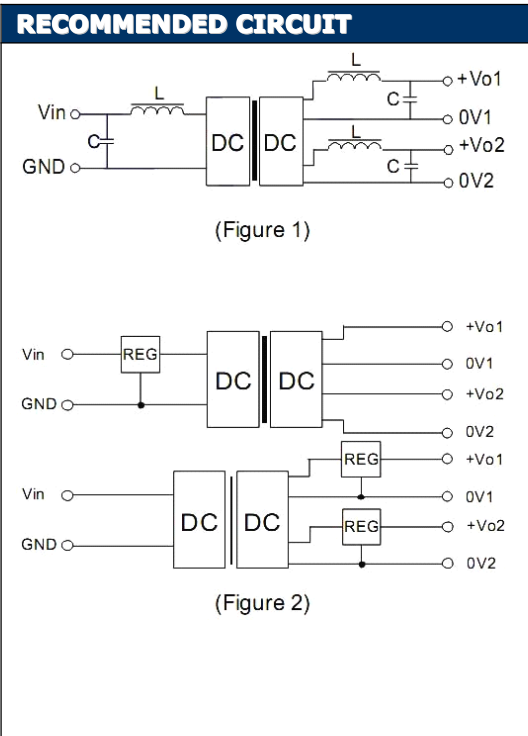 RECOMMENDED CIRCUIT
L
+Vo1
L
C
Vin
0V1
L
+Vo2
C
DC DC
C
GND
0V2
(Figure 1)
+Vo1
Vin REG
0V1
DC DC
+Vo2
GND
0V2
REG +Vo1
Vin
0V1
DC DC REG +Vo2
GND
0V2
(Figure 2)